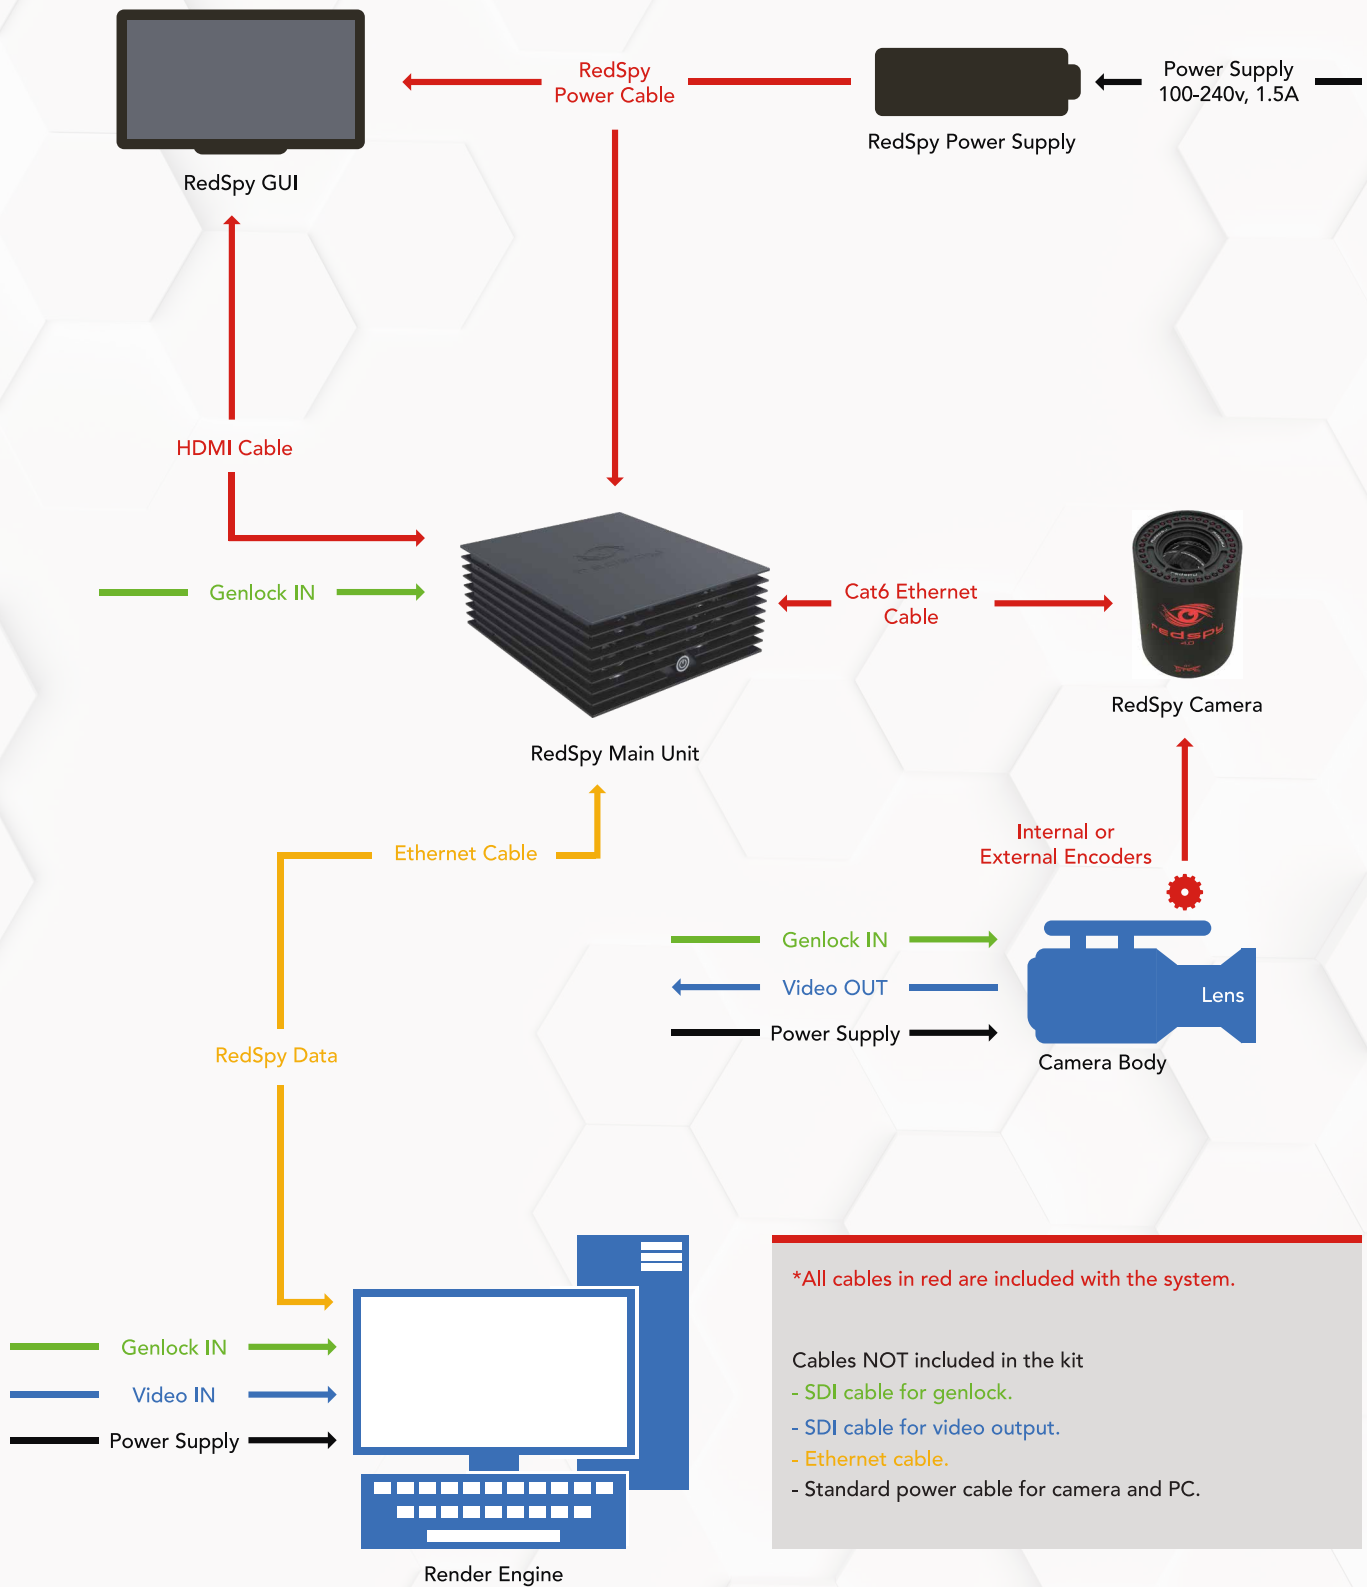 RedSpy
Power Cable
Power Supply
100-240v, 1.5A
RedSpy Power Supply
RedSpy GUI
HDMI Cable
Genlock IN
Cat6 Ethernet
Cable
redspy
RedSpy Camera
RedSpy Main Unit
Internal or
External Encoders
Ethernet Cable
Genlock IN
Video OUT
Power Supply
Lens
Camera Body
RedSpy Data
*All cables in red are included with the system.
Cables NOT included in the kit
- SDI cable for genlock.
- SDI cable for video output.
- Ethernet cable.
- Standard power cable for camera and PC.
Genlock IN
Video IN
Power Supply
Render Engine